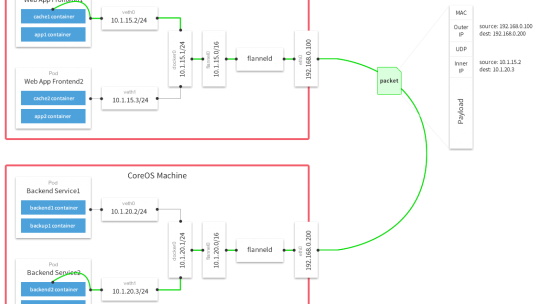 Web App Frontend1
cache1 container
app1 container
veth0
10.1.15.2/24
docker0
10.1.15.1/24
flannel0
10.1.15.0/16
flanneld
eth0
192.168.0.100
Pod
Web App Frontend2
cache2 container
app2 container
veth1
10.1.15.3/24
packet
MAC
Outer
IP
source: 192.168.0.100
dest: 192.168.0.200
UDP
Inner
IP
source: 10.1.15.2
dest: 10.1.20.3
Payload
CoreOS Machine
Pod
Backend Service1
backend1 container
backup1 container
veth0
10.1.20.2/24
docker0
10.1.20.1/24
flannel0
10.1.20.0/16
flanneld
eth0
192.168.0.200
Pod
Backend Service2
backend2 container
veth1
10.1.20.3/24